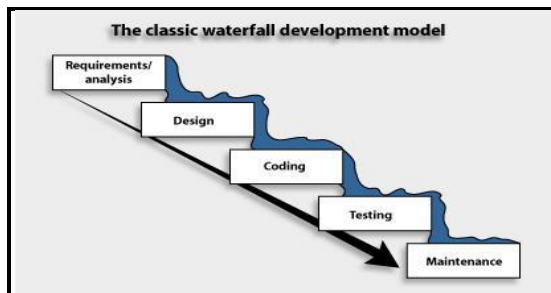 The classic waterfall development model
Requirements/
analysis
Design
Coding
Testing
Maintenance